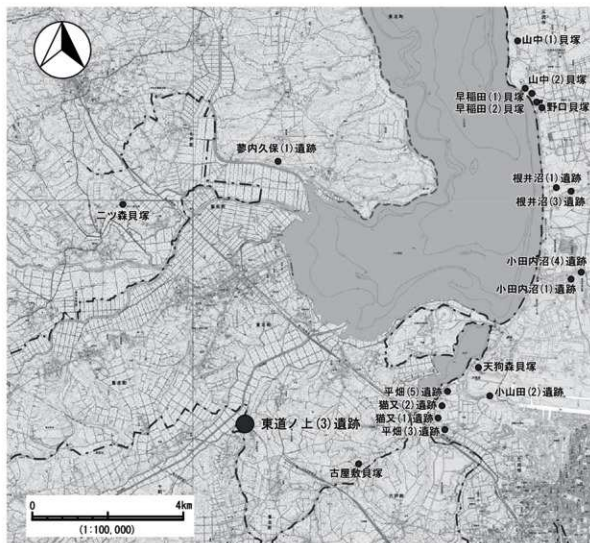 山中(1)貝塚
山中(2)貝塚
早稲田(1)貝塚
早稲田(2)貝塚
野口貝塚
蓼内久保(1)遺跡
根井沼(1)遺跡
根井沼(3)遺跡
二ツ森貝塚
小田内沼(4)遺跡
小田内沼(1)遺跡
天狗森貝塚
平畑(5)遺跡
小山田(2)遺跡
猫又(2)遺跡
猫又(1)遺跡
平畑(3)遺跡
東道ノ上(3)遺跡
古屋敷貝塚
0 4km
(1:100,000)